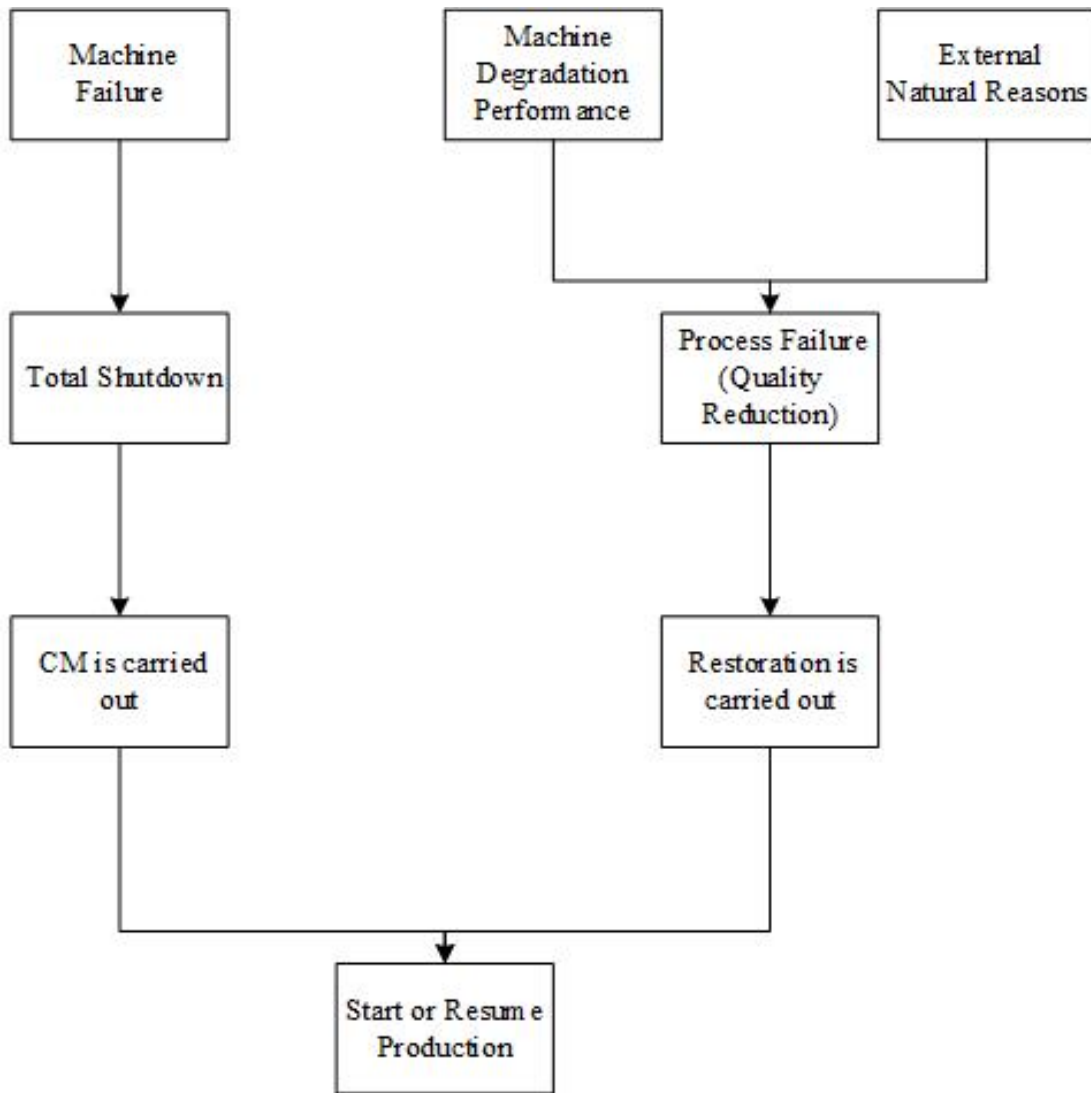 Machine
Failure
Machine
Degradation
Performance
External
Natural Reasons
Total Shutdown
Process Failure
(Quality
Reduction)
CM is carried
out
Restoration is
carried out
Start or Resume
Production